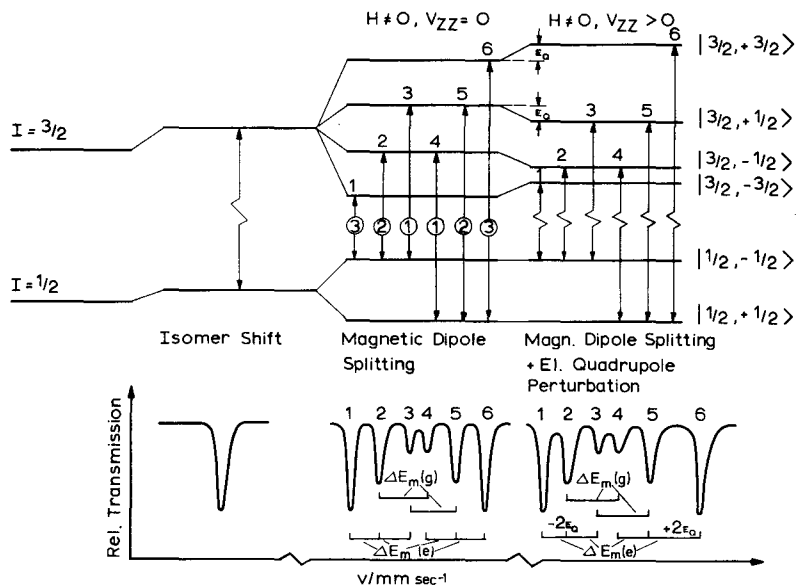 H ≠ 0, V_ZZ = 0
H ≠ 0, V_ZZ > 0
6
6
| 3/2, + 3/2 >
ε_Q
3
5
ε_Q
3
5
| 3/2, + 1/2 >
I = 3/2
2
4
2
4
| 3/2, - 1/2 >
1
1
| 3/2, - 3/2 >
③ ② ① ① ② ③
| 1/2, - 1/2 >
I = 1/2
| 1/2, + 1/2 >
Isomer Shift
Magnetic Dipole
Splitting
Magn. Dipole Splitting
+ El. Quadrupole
Perturbation
Rel. Transmission
1 2 3 4 5 6
1 2 3 4 5 6
ΔE_m(g)
ΔE_m(g)
-2ε_Q
+2ε_Q
ΔE_m(e)
ΔE_m(e)
v/mm sec⁻¹